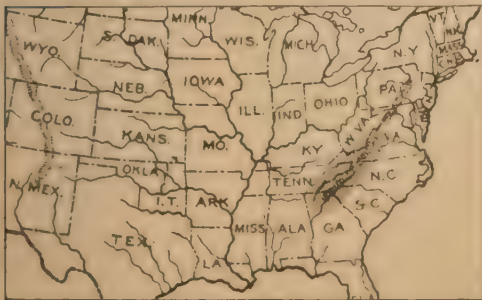 MINN.
VT.
N.H.
WYO.
S. DAK.
WIS.
MICH.
N.Y
MASS
NEB.
IOWA
PA.
COLO.
KANS.
MO.
ILL.
IND
OHIO
W VA.
VA.
KY
OKLA.
N. MEX.
I.T.
ARK
TENN.
N.C
S.C.
TEX.
LA.
MISS
ALA
GA
FLA